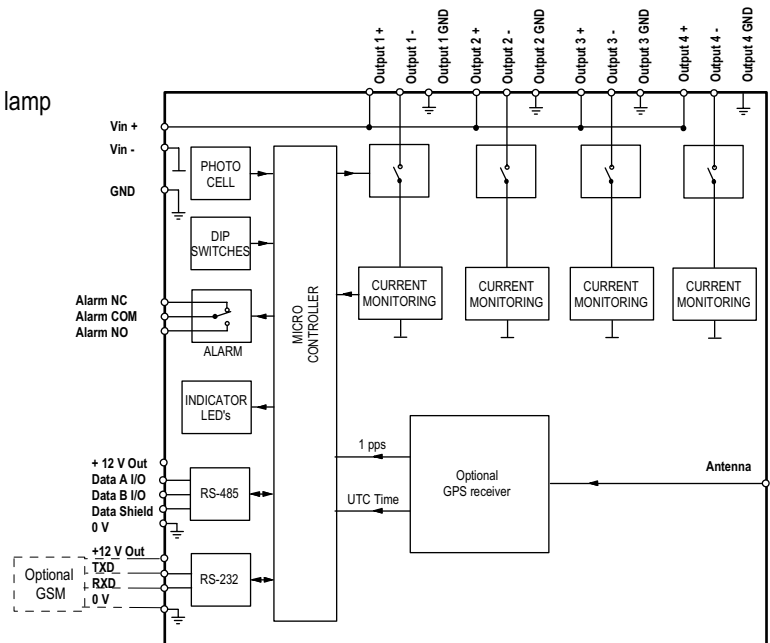 Output 1 +
Output 1 -
Output 1 GND
Output 2 +
Output 2 -
Output 2 GND
Output 3 +
Output 3 -
Output 3 GND
Output 4 +
Output 4 -
Output 4 GND
lamp
Vin +
Vin -
GND
PHOTO
CELL
DIP
SWITCHES
Alarm NC
Alarm COM
Alarm NO
ALARM
INDICATOR
LED's
MICRO
CONTROLLER
CURRENT
MONITORING
CURRENT
MONITORING
CURRENT
MONITORING
CURRENT
MONITORING
1 pps
UTC Time
Optional
GPS receiver
Antenna
+ 12 V Out
Data A I/O
Data B I/O
Data Shield
0 V
RS-485
+12 V Out
TXD
RXD
0 V
RS-232
Optional
GSM